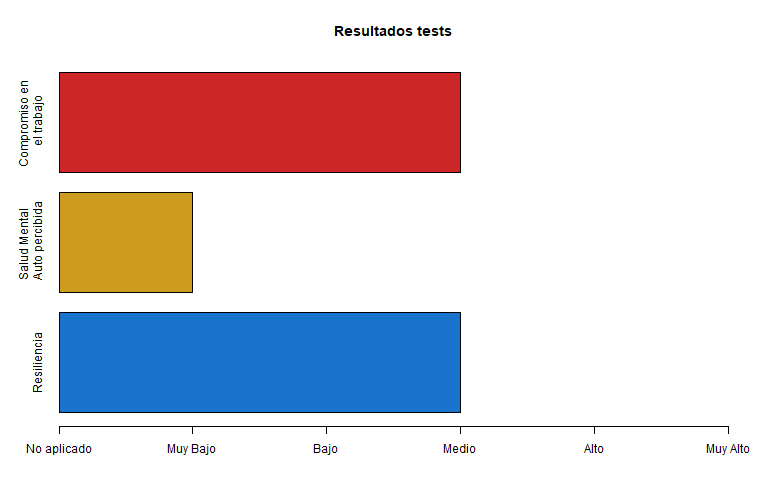 Resultados tests
Compromiso en
el trabajo
Salud Mental
Auto percibida
Resiliencia
No aplicado
Muy Bajo
Bajo
Medio
Alto
Muy Alto